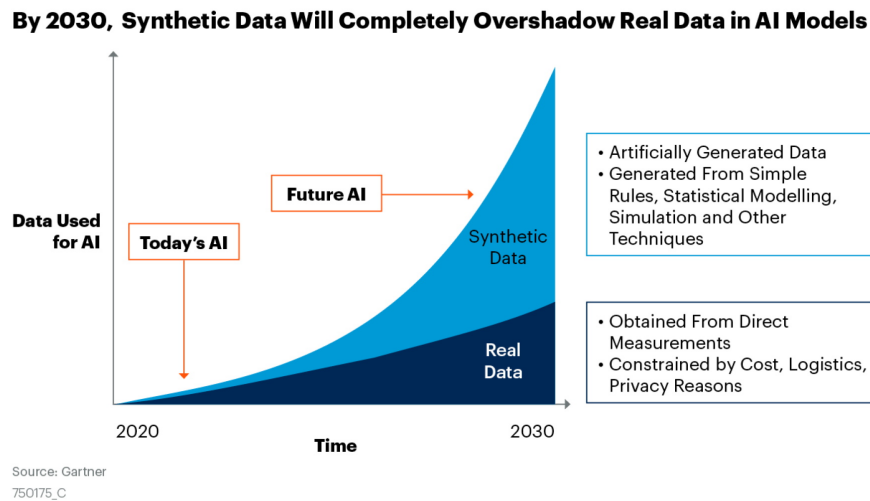 By 2030, Synthetic Data Will Completely Overshadow Real Data in AI Models
Data Used
for AI
Today's AI
Future AI
Synthetic
Data
Real
Data
• Artificially Generated Data
• Generated From Simple
Rules, Statistical Modelling,
Simulation and Other
Techniques
• Obtained From Direct
Measurements
• Constrained by Cost, Logistics,
Privacy Reasons
2020
2030
Time
Source: Gartner
750175_C